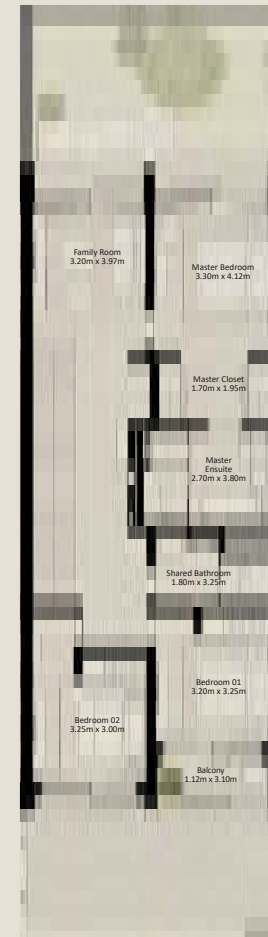 Family Room
3.20m x 3.97m
Master Bedroom
3.30m x 4.12m
Master Closet
1.70m x 1.95m
Master
Ensuite
2.70m x 3.80m
Shared Bathroom
1.80m x 3.25m
Bedroom 01
3.20m x 3.25m
Bedroom 02
3.25m x 3.00m
Balcony
1.12m x 3.10m